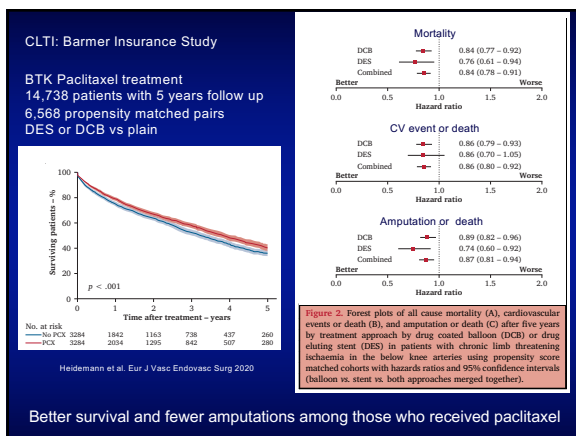 CLTI: Barmer Insurance Study
BTK Paclitaxel treatment
14,738 patients with 5 years follow up
6,568 propensity matched pairs
DES or DCB vs plain
Surviving patients – %
100
80
60
40
20
0
p < .001
0 1 2 3 4 5
Time after treatment – years
No. at risk
No PCX 3284 1842 1163 738 437 260
PCX 3284 2034 1295 842 507 280
Heidemann et al. Eur J Vasc Endovasc Surg 2020
Mortality
DCB 0.84 (0.77 – 0.92)
DES 0.76 (0.61 – 0.94)
Combined 0.84 (0.78 – 0.91)
Better Worse
0.0 0.5 1.0 1.5 2.0
Hazard ratio
CV event or death
DCB 0.86 (0.79 – 0.93)
DES 0.86 (0.70 – 1.05)
Combined 0.86 (0.80 – 0.92)
Better Worse
0.0 0.5 1.0 1.5 2.0
Hazard ratio
Amputation or death
DCB 0.89 (0.82 – 0.96)
DES 0.74 (0.60 – 0.92)
Combined 0.87 (0.81 – 0.94)
Better Worse
0.0 0.5 1.0 1.5 2.0
Hazard ratio
Figure 2. Forest plots of all cause mortality (A), cardiovascular
events or death (B), and amputation or death (C) after five years
by treatment approach by drug coated balloon (DCB) or drug
eluting stent (DES) in patients with chronic limb threatening
ischaemia in the below knee arteries using propensity score
matched cohorts with hazards ratios and 95% confidence intervals
(balloon vs. stent vs. both approaches merged together).
Better survival and fewer amputations among those who received paclitaxel